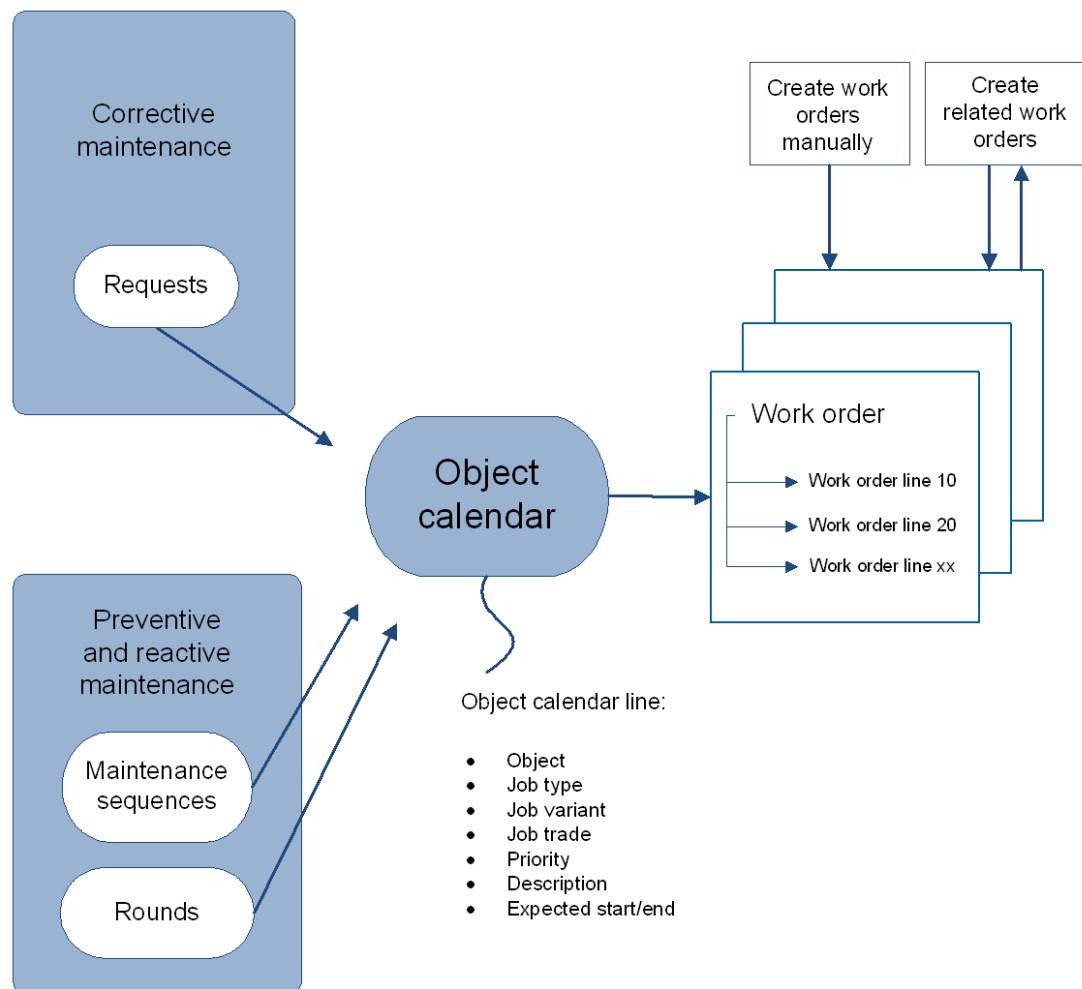 Corrective
maintenance
Requests
Create work
orders
manually
Create
related work
orders
Object
calendar
Work order
Work order line 10
Work order line 20
Work order line xx
Preventive
and reactive
maintenance
Maintenance
sequences
Rounds
Object calendar line:
• Object
• Job type
• Job variant
• Job trade
• Priority
• Description
• Expected start/end